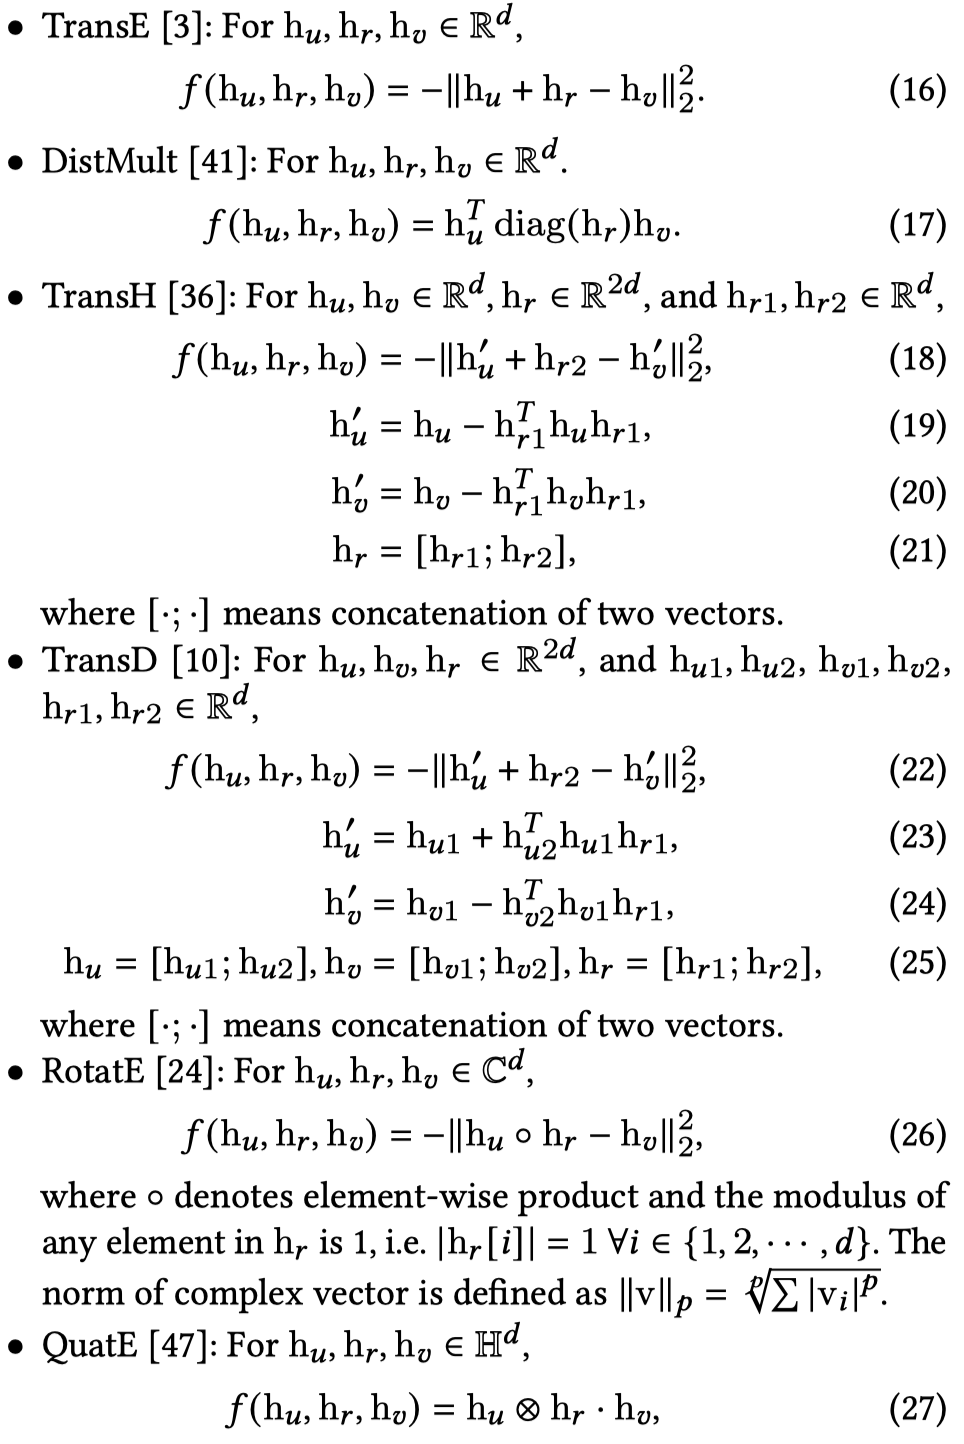 • TransE [3]: For h_u, h_r, h_v ∈ ℝ^d,
f(h_u, h_r, h_v) = −‖h_u + h_r − h_v‖_2^2. (16)
• DistMult [41]: For h_u, h_r, h_v ∈ ℝ^d.
f(h_u, h_r, h_v) = h_u^T diag(h_r)h_v. (17)
• TransH [36]: For h_u, h_v ∈ ℝ^d, h_r ∈ ℝ^{2d}, and h_{r1}, h_{r2} ∈ ℝ^d,
f(h_u, h_r, h_v) = −‖h′_u + h_{r2} − h′_v‖_2^2, (18)
h′_u = h_u − h_{r1}^T h_u h_{r1}, (19)
h′_v = h_v − h_{r1}^T h_v h_{r1}, (20)
h_r = [h_{r1}; h_{r2}], (21)
where [·; ·] means concatenation of two vectors.
• TransD [10]: For h_u, h_v, h_r ∈ ℝ^{2d}, and h_{u1}, h_{u2}, h_{v1}, h_{v2},
h_{r1}, h_{r2} ∈ ℝ^d,
f(h_u, h_r, h_v) = −‖h′_u + h_{r2} − h′_v‖_2^2, (22)
h′_u = h_{u1} + h_{u2}^T h_{u1} h_{r1}, (23)
h′_v = h_{v1} − h_{v2}^T h_{v1} h_{r1}, (24)
h_u = [h_{u1}; h_{u2}], h_v = [h_{v1}; h_{v2}], h_r = [h_{r1}; h_{r2}], (25)
where [·; ·] means concatenation of two vectors.
• RotatE [24]: For h_u, h_r, h_v ∈ ℂ^d,
f(h_u, h_r, h_v) = −‖h_u ∘ h_r − h_v‖_2^2, (26)
where ∘ denotes element-wise product and the modulus of
any element in h_r is 1, i.e. |h_r[i]| = 1 ∀i ∈ {1, 2, ⋯ , d}. The
norm of complex vector is defined as ‖v‖_p = \sqrt[p]{∑ |v_i|^p}.
• QuatE [47]: For h_u, h_r, h_v ∈ ℍ^d,
f(h_u, h_r, h_v) = h_u ⊗ h_r · h_v, (27)